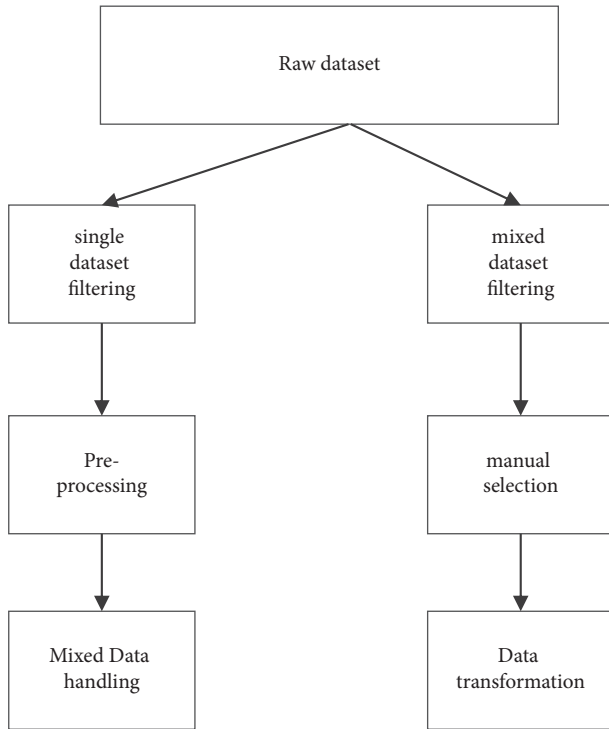 Raw dataset
single
dataset
filtering
mixed
dataset
filtering
Pre-
processing
manual
selection
Mixed Data
handling
Data
transformation